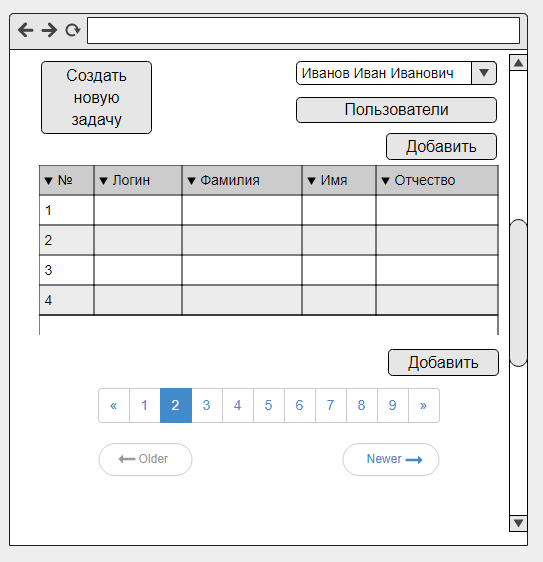 Создать
новую
задачу
Иванов Иван Иванович
Пользователи
Добавить
№ Логин Фамилия Имя Отчество
1
2
3
4
Добавить
« 1 2 3 4 5 6 7 8 9 »
Older Newer